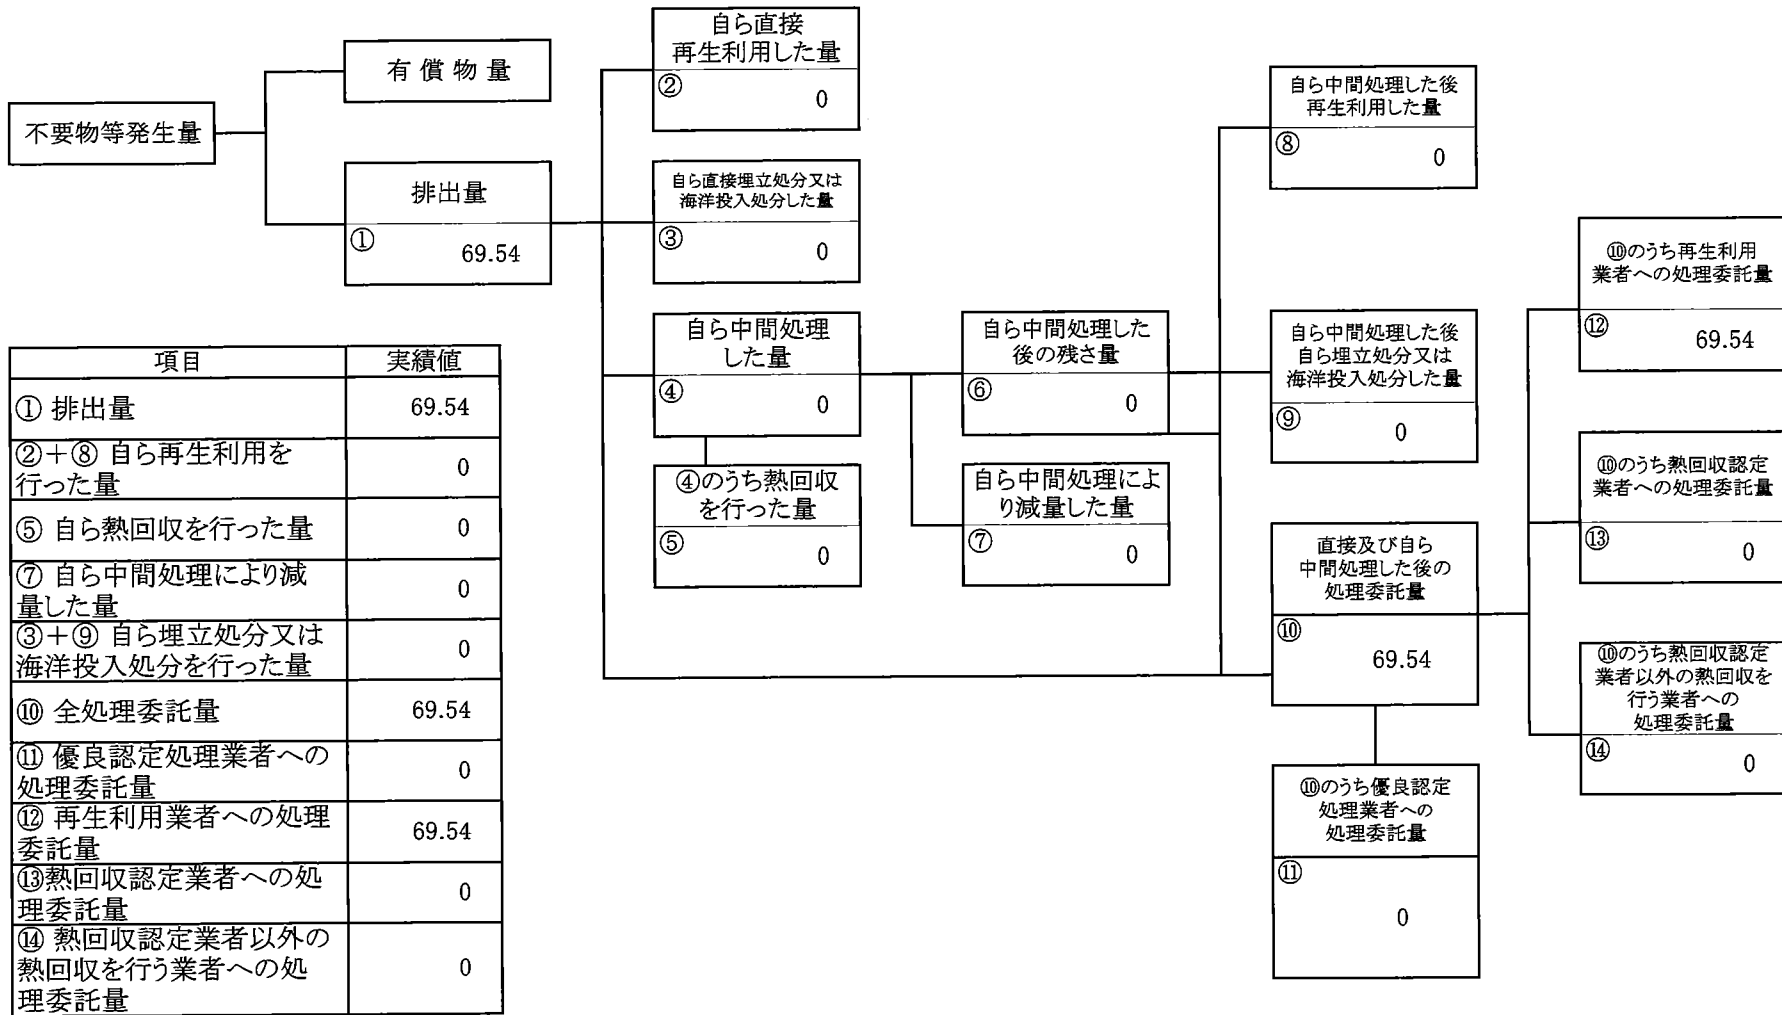 不要物等発生量
有償物量
排出量
①
69.54
自ら直接
再生利用した量
②
0
自ら直接埋立処分又は
海洋投入処分した量
③
0
自ら中間処理
した量
④
0
④のうち熱回収
を行った量
⑤
0
自ら中間処理した
後の残さ量
⑥
0
自ら中間処理によ
り減量した量
⑦
0
自ら中間処理した後
再生利用した量
⑧
0
自ら中間処理した後
自ら埋立処分又は
海洋投入処分した量
⑨
0
直接及び自ら
中間処理した後の
処理委託量
⑩
69.54
⑩のうち優良認定
処理業者への
処理委託量
⑪
0
⑩のうち再生利用
業者への処理委託量
⑫
69.54
⑩のうち熱回収認定
業者への処理委託量
⑬
0
⑩のうち熱回収認定
業者以外の熱回収を
行う業者への
処理委託量
⑭
0
項目 実績値
① 排出量 69.54
②+⑧ 自ら再生利用を
行った量 0
⑤ 自ら熱回収を行った量 0
⑦ 自ら中間処理により減
量した量 0
③+⑨ 自ら埋立処分又は
海洋投入処分を行った量 0
⑩ 全処理委託量 69.54
⑪ 優良認定処理業者への
処理委託量 0
⑫ 再生利用業者への処理
委託量 69.54
⑬熱回収認定業者への処
理委託量 0
⑭ 熱回収認定業者以外の
熱回収を行う業者への処
理委託量 0